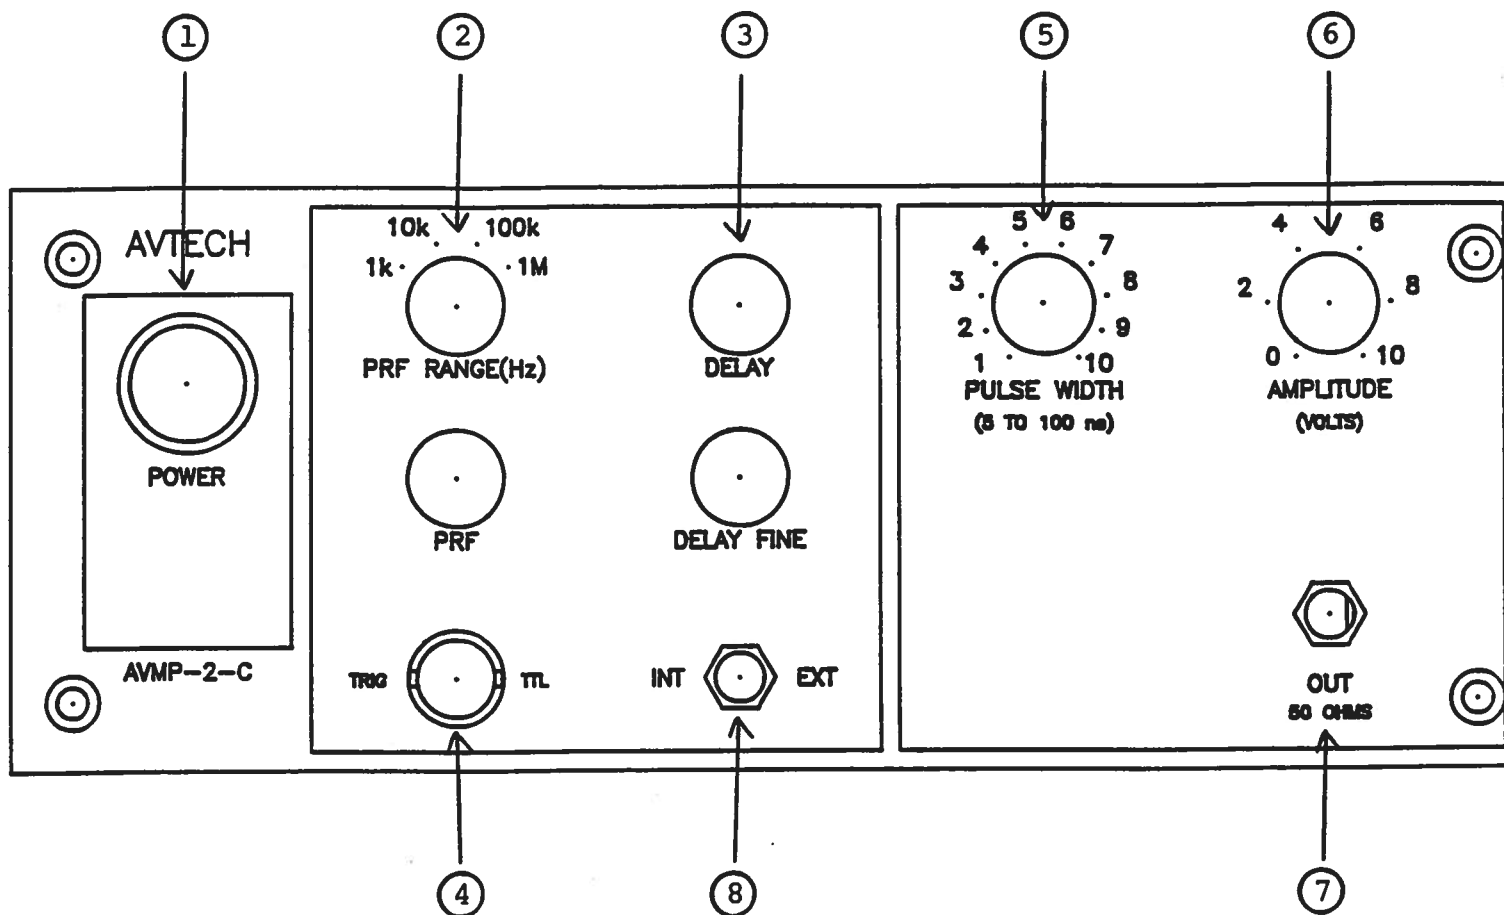 1 2 3 5 6
AVTECH
POWER
AVMP-2-C
10k 100k
1k 1M
PRF RANGE(Hz)
DELAY
PRF
DELAY FINE
TRIG TTL
INT EXT
5 6
4 7
3 8
2 9
1 10
PULSE WIDTH
(5 TO 100 ns)
4 6
2 8
0 10
AMPLITUDE
(VOLTS)
OUT
50 OHMS
4 8 7